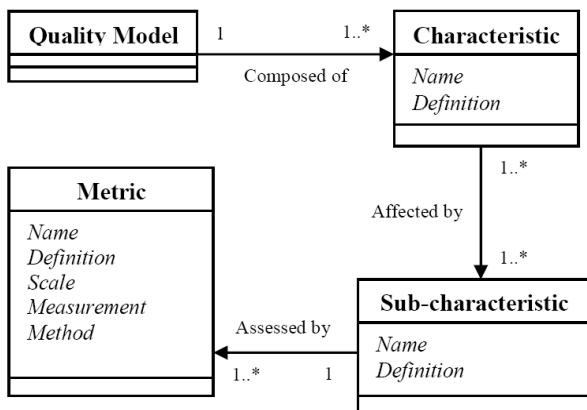 Quality Model
1
1..*
Composed of
Characteristic
Name
Definition
1..*
Affected by
1..*
Sub-characteristic
Name
Definition
1
Assessed by
1..*
Metric
Name
Definition
Scale
Measurement
Method